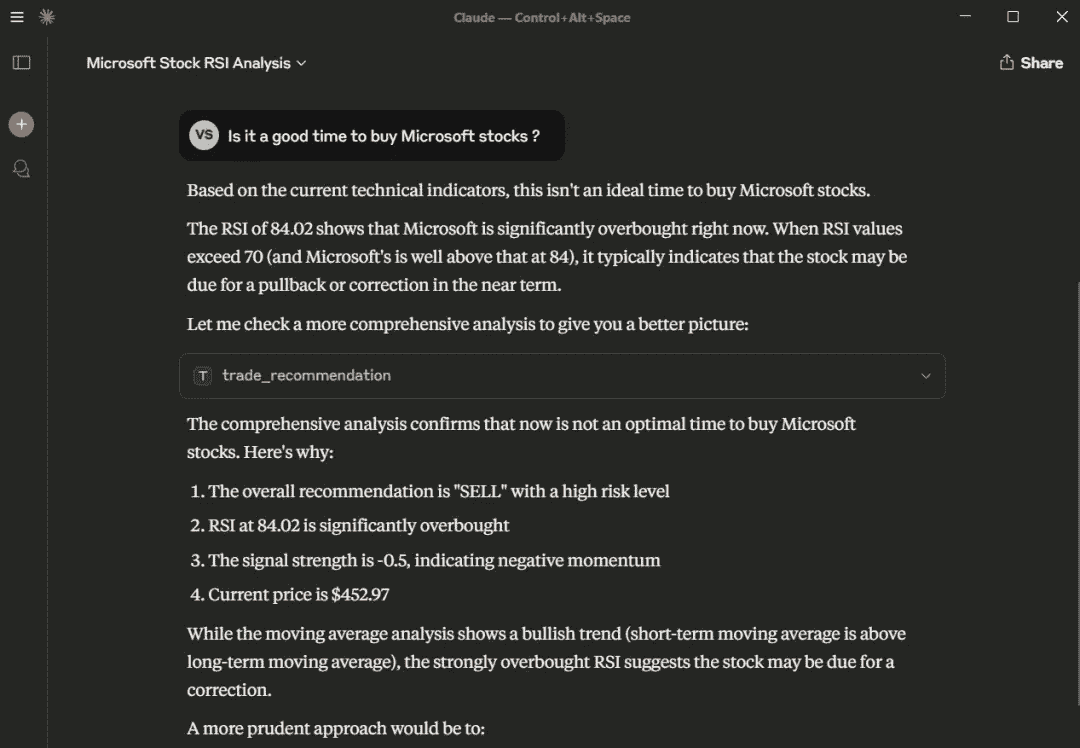 Claude — Control+Alt+Space
Microsoft Stock RSI Analysis
Share
VS
Is it a good time to buy Microsoft stocks ?
Based on the current technical indicators, this isn't an ideal time to buy Microsoft stocks.
The RSI of 84.02 shows that Microsoft is significantly overbought right now. When RSI values
exceed 70 (and Microsoft's is well above that at 84), it typically indicates that the stock may be
due for a pullback or correction in the near term.
Let me check a more comprehensive analysis to give you a better picture:
T trade_recommendation
The comprehensive analysis confirms that now is not an optimal time to buy Microsoft
stocks. Here's why:
1. The overall recommendation is "SELL" with a high risk level
2. RSI at 84.02 is significantly overbought
3. The signal strength is -0.5, indicating negative momentum
4. Current price is $452.97
While the moving average analysis shows a bullish trend (short-term moving average is above
long-term moving average), the strongly overbought RSI suggests the stock may be due for a
correction.
A more prudent approach would be to: